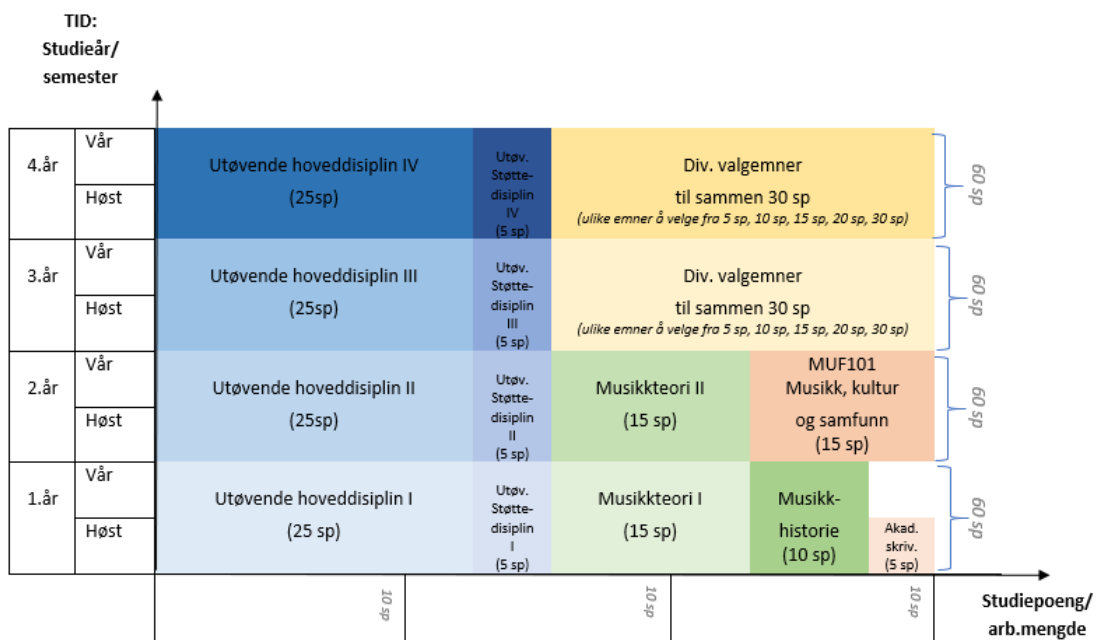 TID:
Studieår/
semester
4.år
Vår
Høst
Utøvende hoveddisiplin IV
(25sp)
Utøv.
Støtte-
disiplin
IV
(5 sp)
Div. valgemner
til sammen 30 sp
(ulike emner å velge fra 5 sp, 10 sp, 15 sp, 20 sp, 30 sp)
60 sp
3.år
Vår
Høst
Utøvende hoveddisiplin III
(25sp)
Utøv.
Støtte-
disiplin
III
(5 sp)
Div. valgemner
til sammen 30 sp
(ulike emner å velge fra 5 sp, 10 sp, 15 sp, 20 sp, 30 sp)
60 sp
2.år
Vår
Høst
Utøvende hoveddisiplin II
(25sp)
Utøv.
Støtte-
disiplin
II
(5 sp)
Musikkteori II
(15 sp)
MUF101
Musikk, kultur
og samfunn
(15 sp)
60 sp
1.år
Vår
Høst
Utøvende hoveddisiplin I
(25 sp)
Utøv.
Støtte-
disiplin
I
(5 sp)
Musikkteori I
(15 sp)
Musikk-
historie
(10 sp)
Akad.
skriv.
(5 sp)
60 sp
10 sp
10 sp
10 sp
Studiepoeng/
arb.mengde